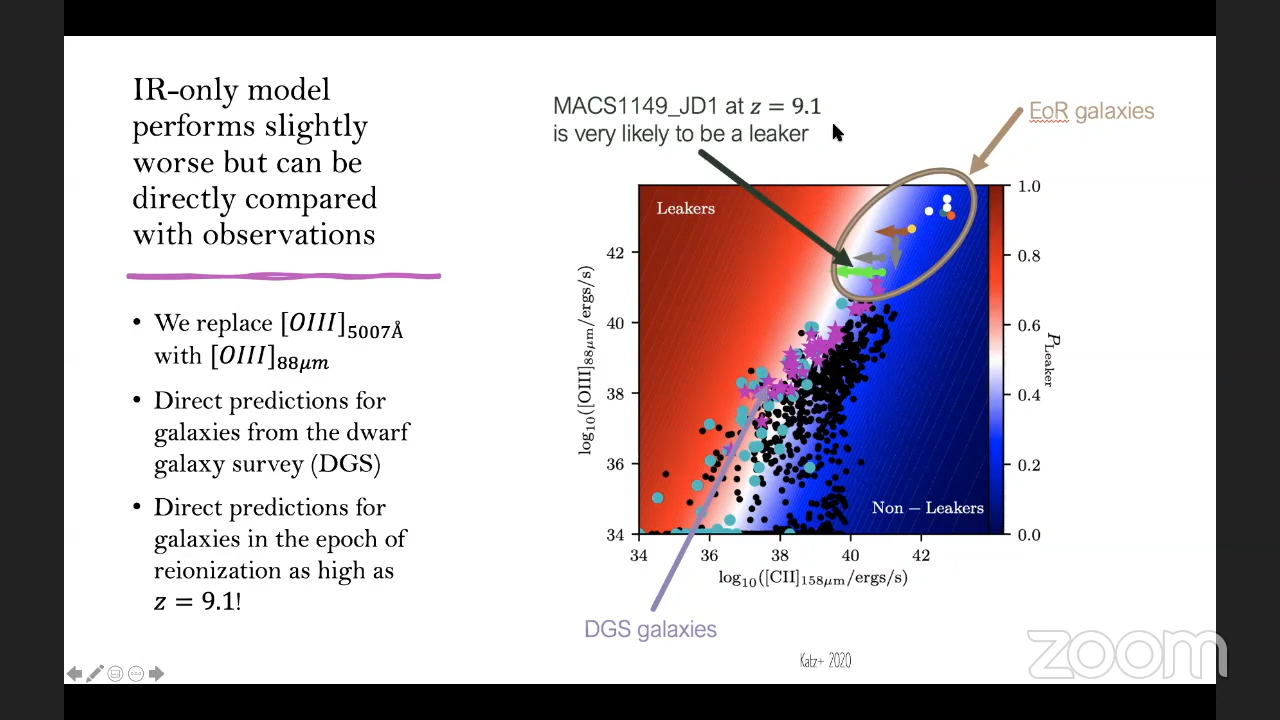 IR-only model
performs slightly
worse but can be
directly compared
with observations
• We replace [OIII]5007Å
with [OIII]88μm
• Direct predictions for
galaxies from the dwarf
galaxy survey (DGS)
• Direct predictions for
galaxies in the epoch of
reionization as high as
z = 9.1!
MACS1149_JD1 at z = 9.1
is very likely to be a leaker
EoR galaxies
Leakers
Non − Leakers
42
40
38
36
34
34 36 38 40 42
log10([OIII]88μm/ergs/s)
log10([CII]158μm/ergs/s)
1.0
0.8
0.6
0.4
0.2
0.0
PLeaker
DGS galaxies
Katz+ 2020
zoom